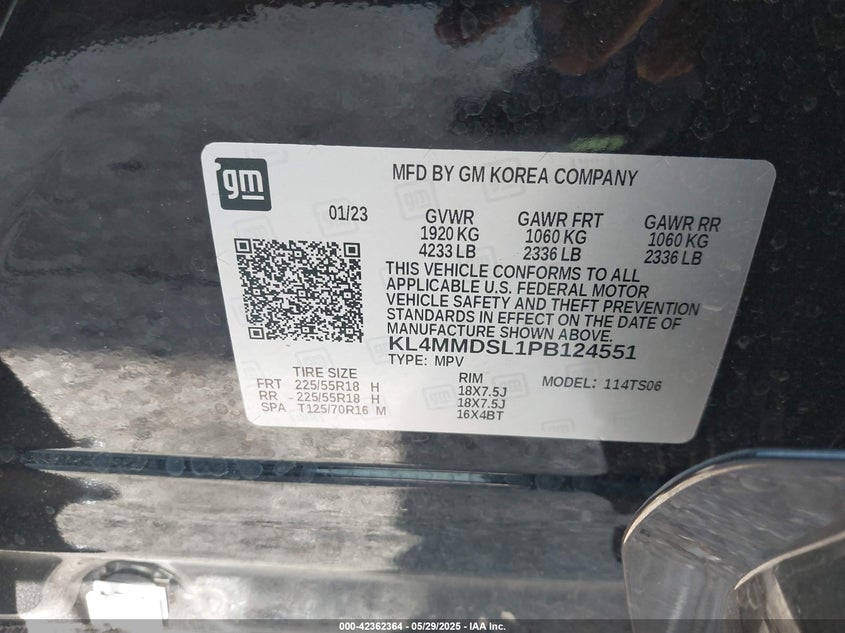 gm
MFD BY GM KOREA COMPANY
01/23
GVWR GAWR FRT GAWR RR
1920 KG 1060 KG 1060 KG
4233 LB 2336 LB 2336 LB
THIS VEHICLE CONFORMS TO ALL
APPLICABLE U.S. FEDERAL MOTOR
VEHICLE SAFETY AND THEFT PREVENTION
STANDARDS IN EFFECT ON THE DATE OF
MANUFACTURE SHOWN ABOVE.
KL4MMDSL1PB124551
TYPE: MPV
TIRE SIZE RIM MODEL: 114TS06
FRT 225/55R18 H 18X7.5J
RR - 225/55R18 H 18X7.5J
SPA T125/70R16 M 16X4BT
000-42362364 - 05/29/2025 - IAA Inc.